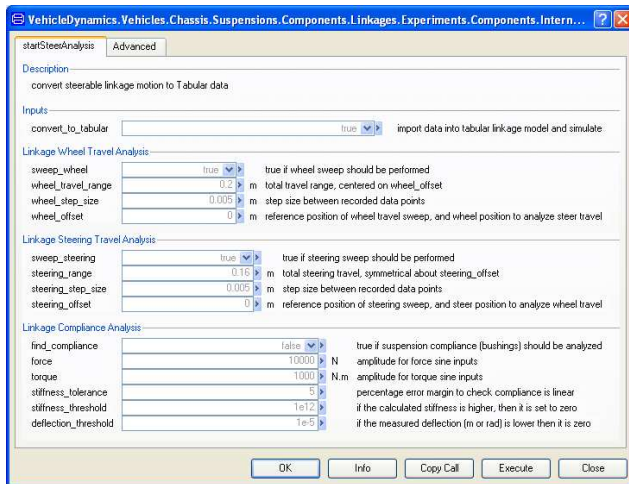 VehicleDynamics.Vehicles.Chassis.Suspensions.Components.Linkages.Experiments.Components.Intern...
startSteerAnalysis Advanced
Description
convert steerable linkage motion to Tabular data
Inputs
convert_to_tabular true import data into tabular linkage model and simulate
Linkage Wheel Travel Analysis
sweep_wheel true true if wheel sweep should be performed
wheel_travel_range 0.2 m total travel range, centered on wheel_offset
wheel_step_size 0.005 m step size between recorded data points
wheel_offset 0 m reference position of wheel travel sweep, and wheel position to analyze steer travel
Linkage Steering Travel Analysis
sweep_steering true true if steering sweep should be performed
steering_range 0.16 m total steering travel, symmetrical about steering_offset
steering_step_size 0.005 m step size between recorded data points
steering_offset 0 m reference position of steering sweep, and steer position to analyze wheel travel
Linkage Compliance Analysis
find_compliance false true if suspension compliance (bushings) should be analyzed
force 10000 N amplitude for force sine inputs
torque 1000 N.m amplitude for torque sine inputs
stiffness_tolerance 5 percentage error margin to check compliance is linear
stiffness_threshold 1e12 if the calculated stiffness is higher, then it is set to zero
deflection_threshold 1e-5 if the measured deflection (m or rad) is lower then it is zero
OK Info Copy Call Execute Close